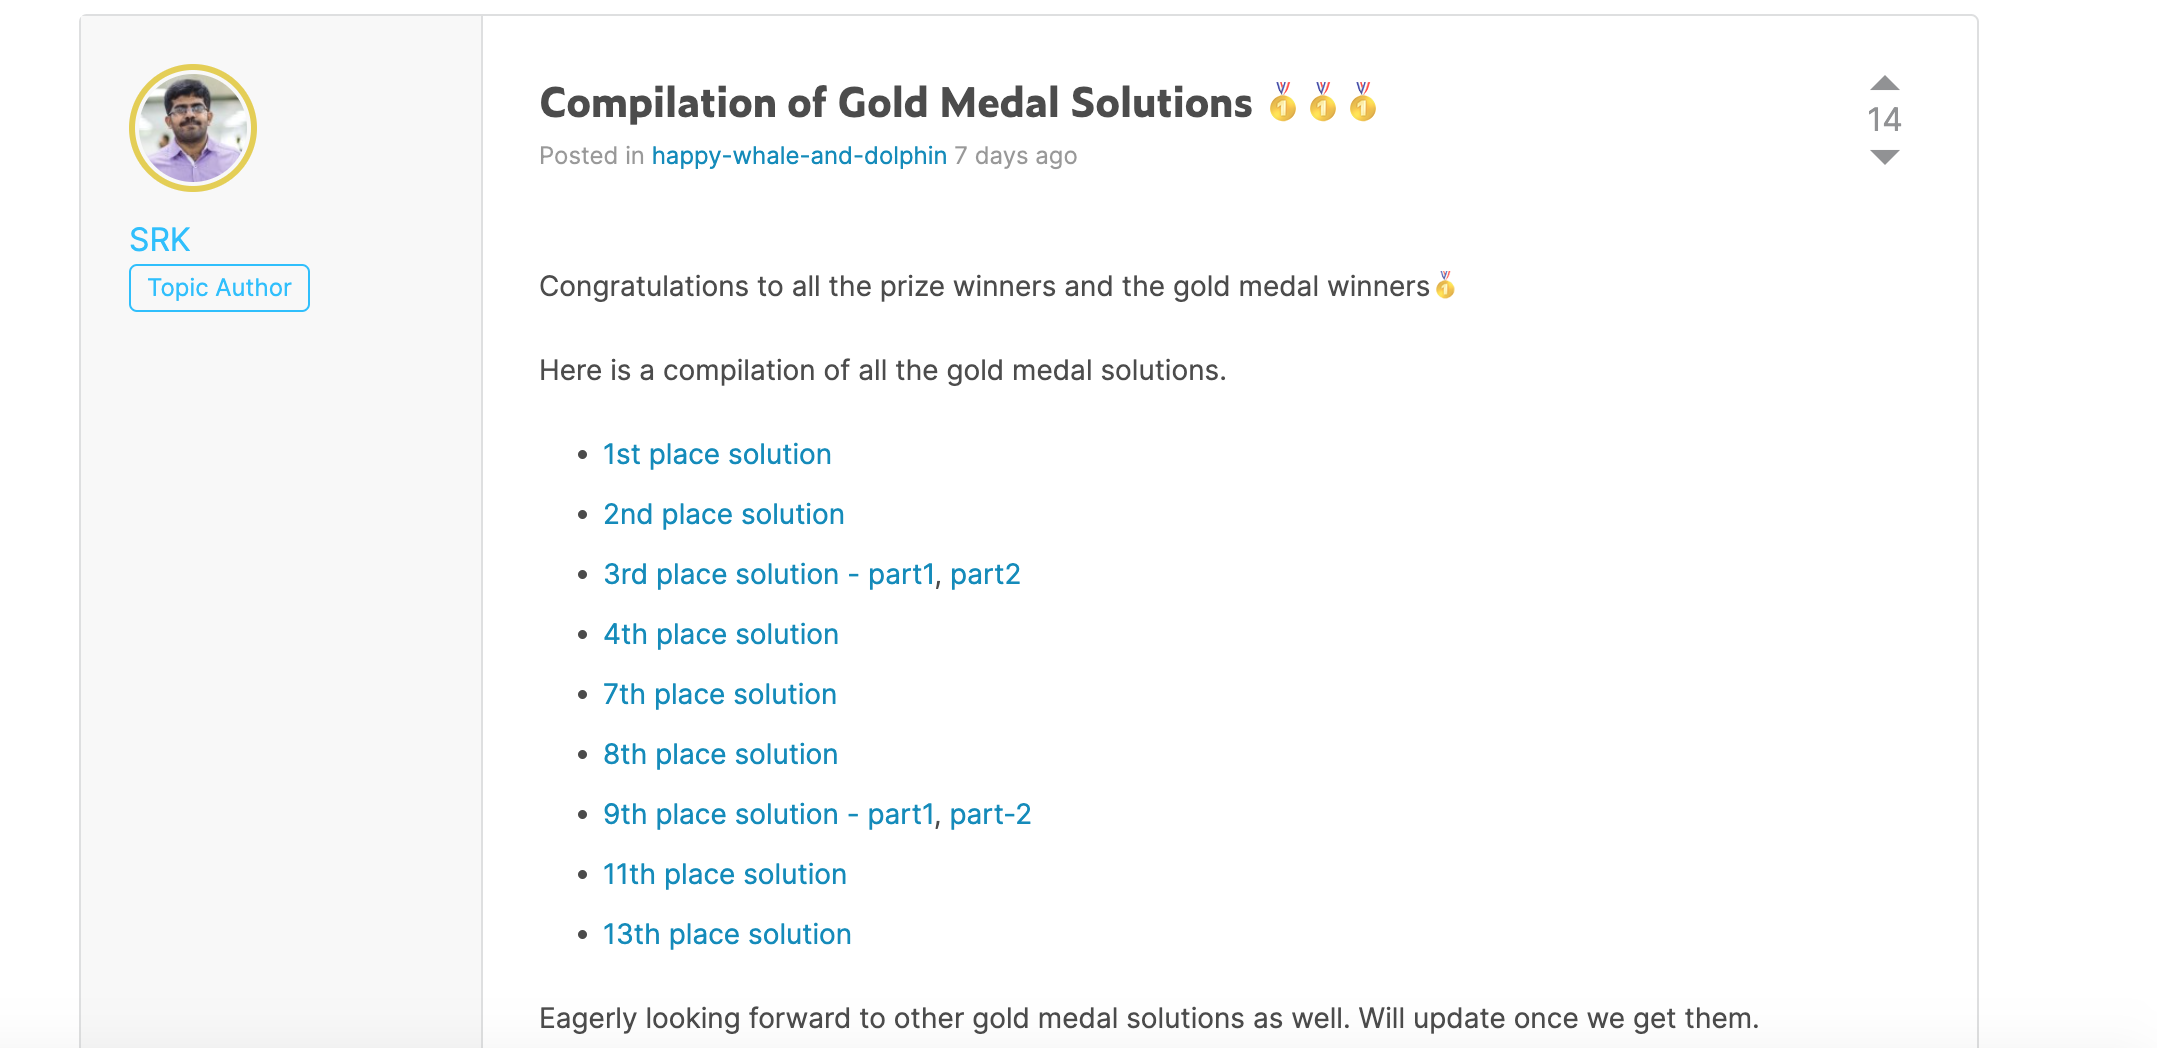 Compilation of Gold Medal Solutions 🥇🥇🥇
14
Posted in happy-whale-and-dolphin 7 days ago
SRK
Topic Author
Congratulations to all the prize winners and the gold medal winners🥇
Here is a compilation of all the gold medal solutions.
• 1st place solution
• 2nd place solution
• 3rd place solution - part1, part2
• 4th place solution
• 7th place solution
• 8th place solution
• 9th place solution - part1, part-2
• 11th place solution
• 13th place solution
Eagerly looking forward to other gold medal solutions as well. Will update once we get them.